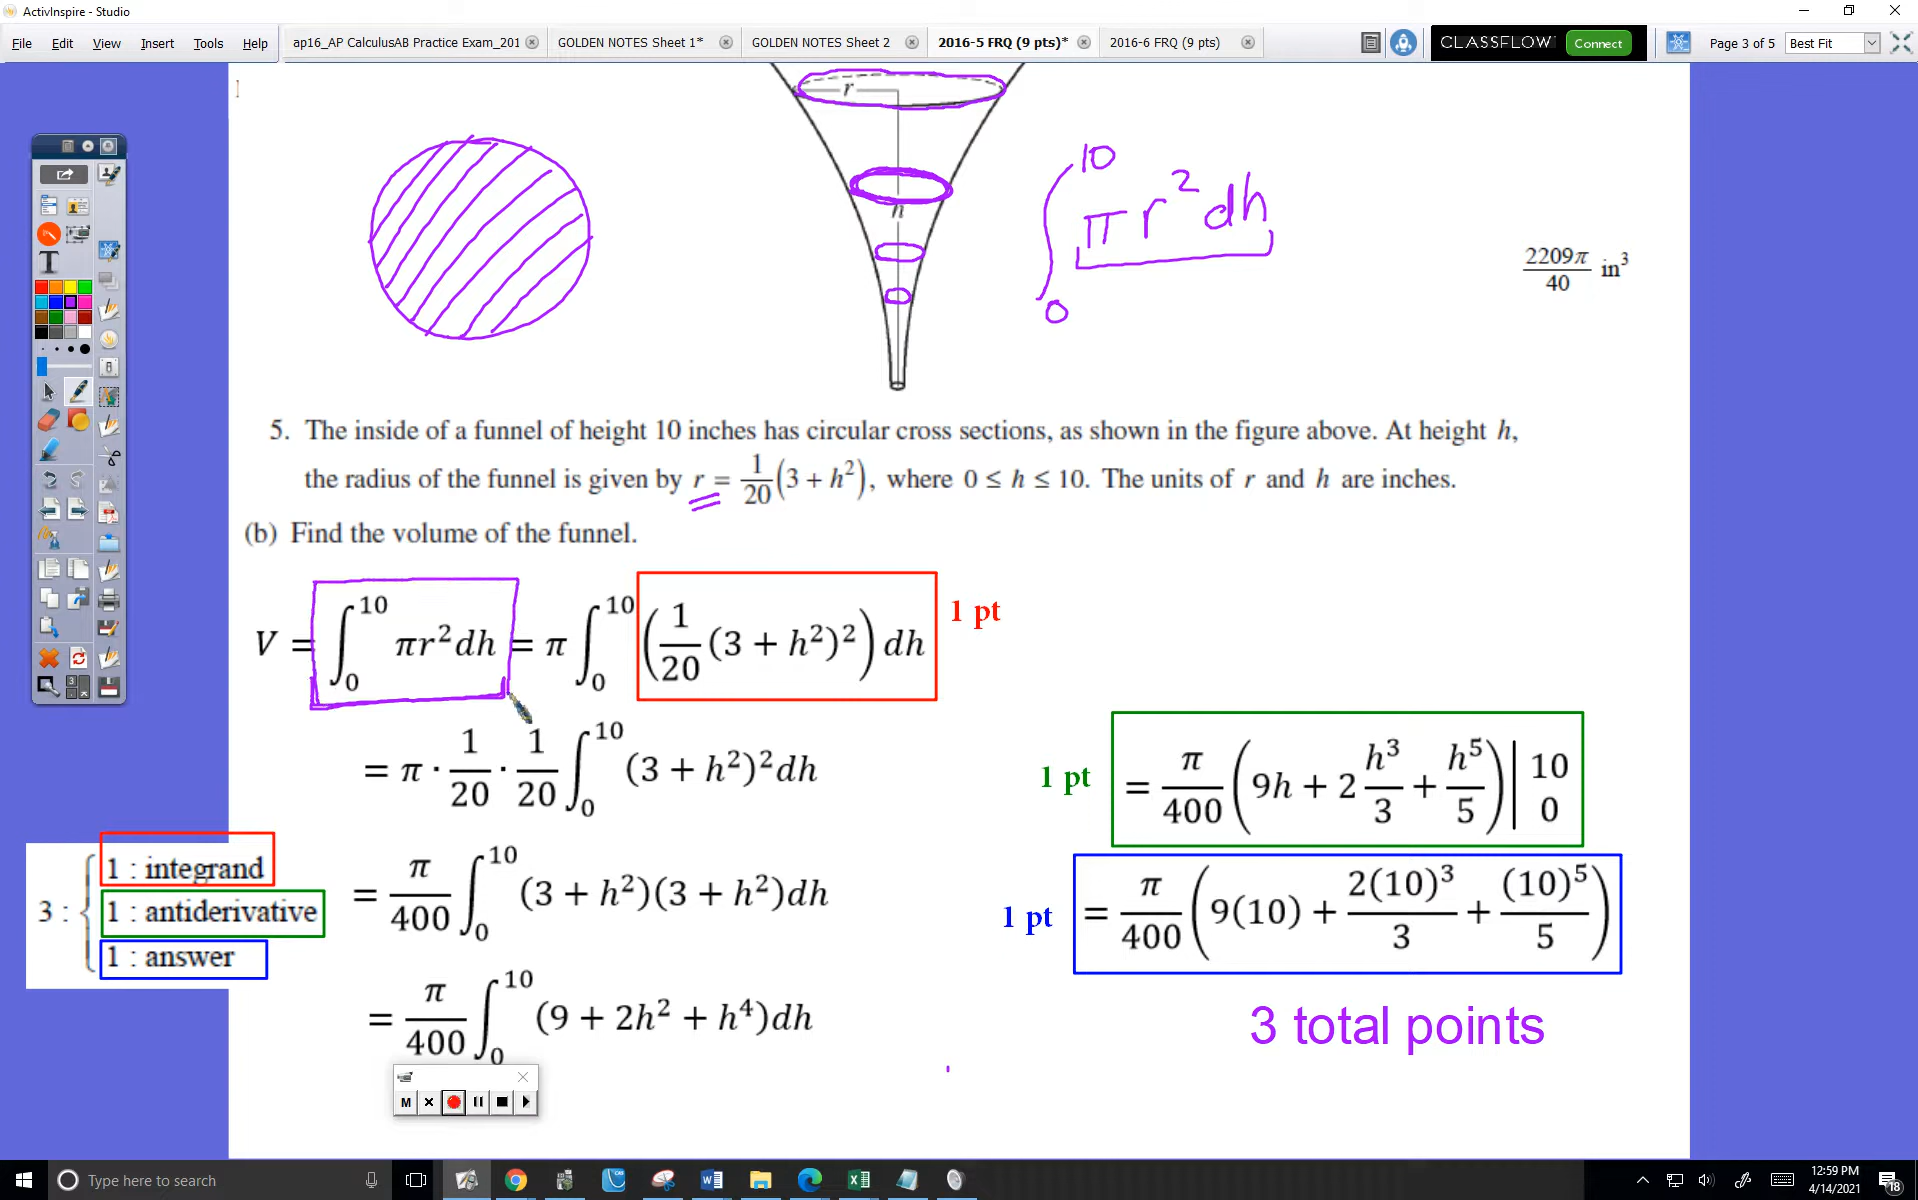 ActivInspire - Studio
File Edit View Insert Tools Help
ap16_AP CalculusAB Practice Exam_201
GOLDEN NOTES Sheet 1*
GOLDEN NOTES Sheet 2
2016-5 FRQ (9 pts)*
2016-6 FRQ (9 pts)
CLASSFLOW Connect
Page 3 of 5
Best Fit
r
h
10
∫ πr² dh
0
2209π/40 in³
5. The inside of a funnel of height 10 inches has circular cross sections, as shown in the figure above. At height h,
the radius of the funnel is given by r = 1/20 (3 + h²), where 0 ≤ h ≤ 10. The units of r and h are inches.
(b) Find the volume of the funnel.
V = ∫₀¹⁰ πr²dh = π ∫₀¹⁰ (1/20 (3 + h²)²) dh 1 pt
= π · 1/20 · 1/20 ∫₀¹⁰ (3 + h²)²dh
= π/400 ∫₀¹⁰ (3 + h²)(3 + h²)dh
= π/400 ∫₀¹⁰ (9 + 2h² + h⁴)dh
1 pt = π/400 (9h + 2 h³/3 + h⁵/5) | 10 0
1 pt = π/400 (9(10) + 2(10)³/3 + (10)⁵/5)
3 :
1 : integrand
1 : antiderivative
1 : answer
3 total points
T
3
M
Type here to search
12:59 PM
4/14/2021
18